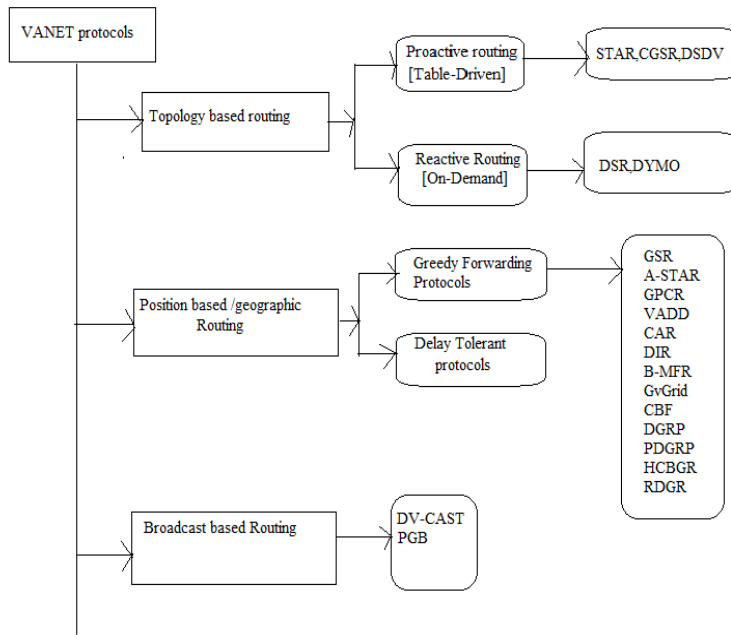 VANET protocols
Topology based routing
Proactive routing
[Table-Driven]
STAR,CGSR,DSDV
Reactive Routing
[On-Demand]
DSR,DYMO
Position based /geographic
Routing
Greedy Forwarding
Protocols
GSR
A-STAR
GPCR
VADD
CAR
DIR
B-MFR
GvGrid
CBF
DGRP
PDGRP
HCBGR
RDGR
Delay Tolerant
protocols
Broadcast based Routing
DV-CAST
PGB